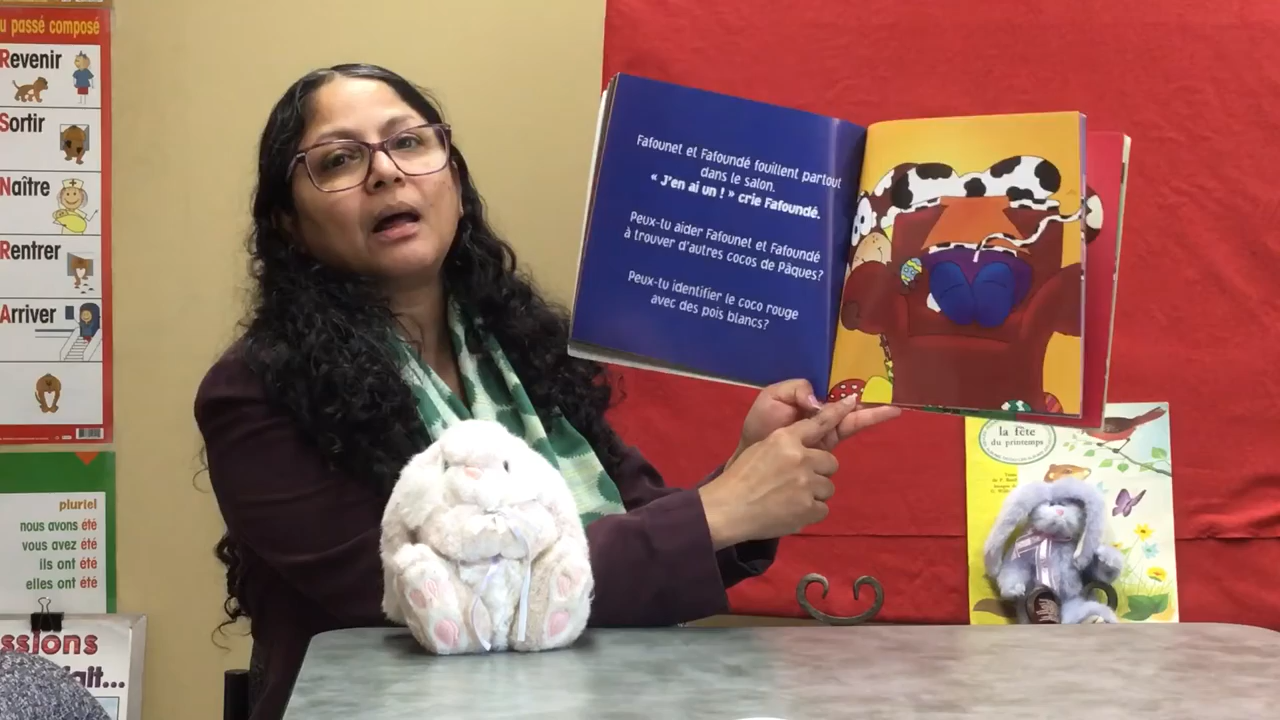 u passé composé
Revenir
Sortir
Naître
Rentrer
Arriver
pluriel
nous avons été
vous avez été
ils ont été
elles ont été
ssions
ait...
Fafounet et Fafoundé fouillent partout
dans le salon.
« J'en ai un ! » crie Fafoundé.
Peux-tu aider Fafounet et Fafoundé
à trouver d'autres cocos de Pâques?
Peux-tu identifier le coco rouge
avec des pois blancs?
la fête
du printemps